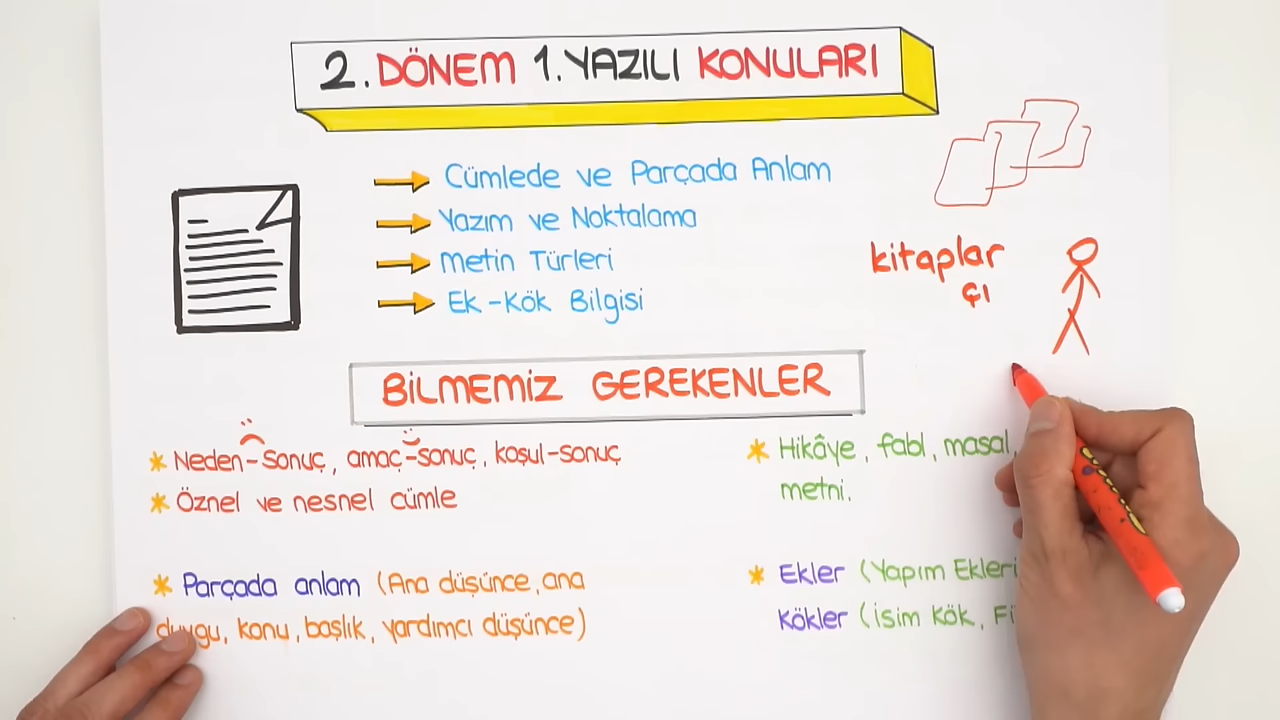 2. DÖNEM 1. YAZILI KONULARI
Cümlede ve Parçada Anlam
Yazım ve Noktalama
Metin Türleri
Ek-Kök Bilgisi
kitaplar
çı
BİLMEMİZ GEREKENLER
* Neden-sonuç, amaç-sonuç, koşul-sonuç
* Öznel ve nesnel cümle
* Hikâye, fabl, masal,
metni.
* Parçada anlam (Ana düşünce, ana
duygu, konu, başlık, yardımcı düşünce)
* Ekler (Yapım Ekleri
Kökler (İsim Kök,